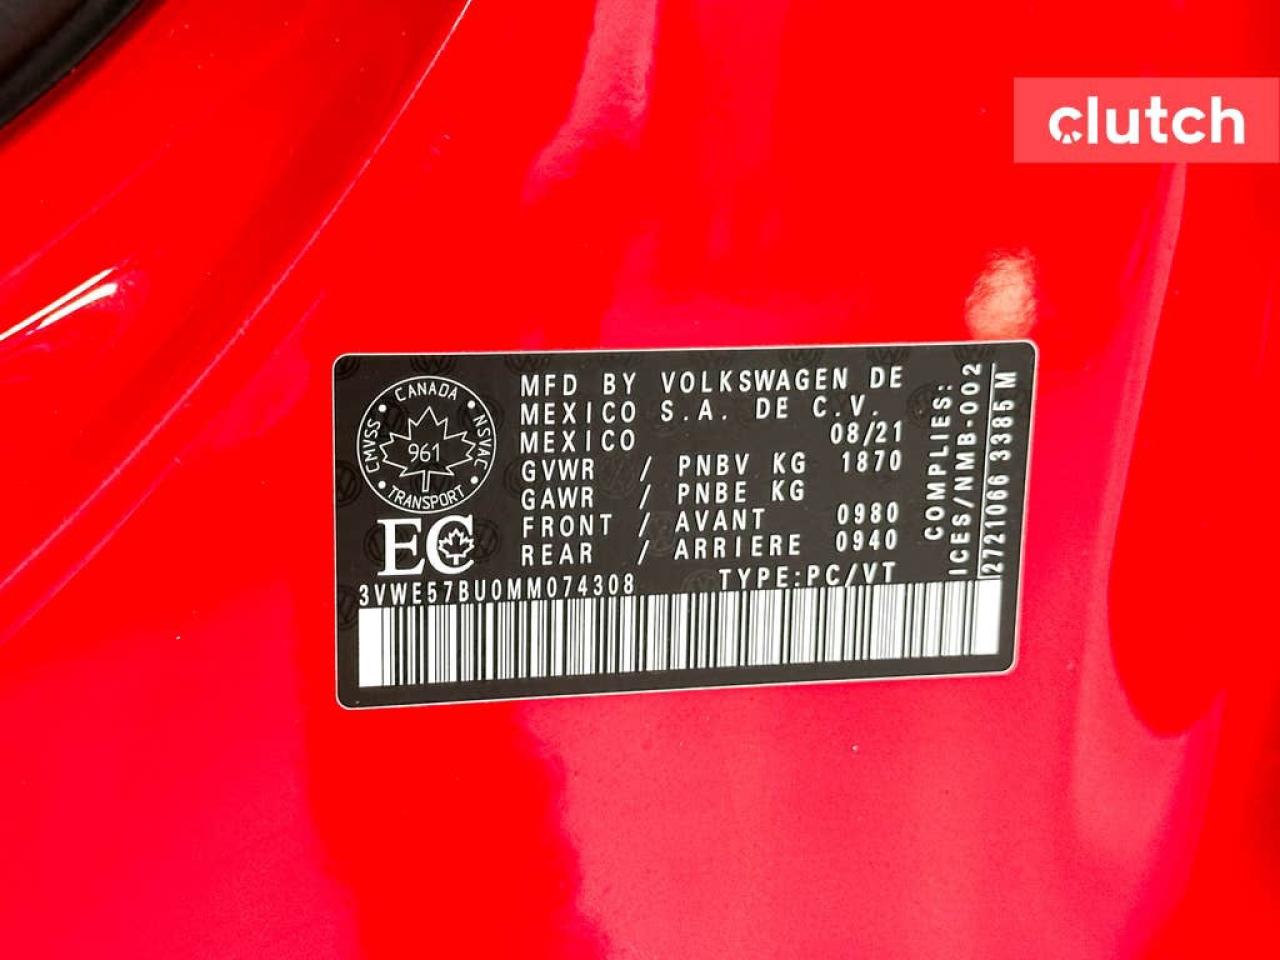 clutch
MFD BY VOLKSWAGEN DE
MEXICO S.A. DE C.V.
MEXICO 08/21
GVWR / PNBV KG 1870
GAWR / PNBE KG
FRONT / AVANT 0980
REAR / ARRIERE 0940
TYPE:PC/VT
3VWE57BU0MM074308
CANADA
CMVSS
NSVAC
961
TRANSPORT
EC
COMPLIES:
ICES/NMB-002
2721066 3385 M